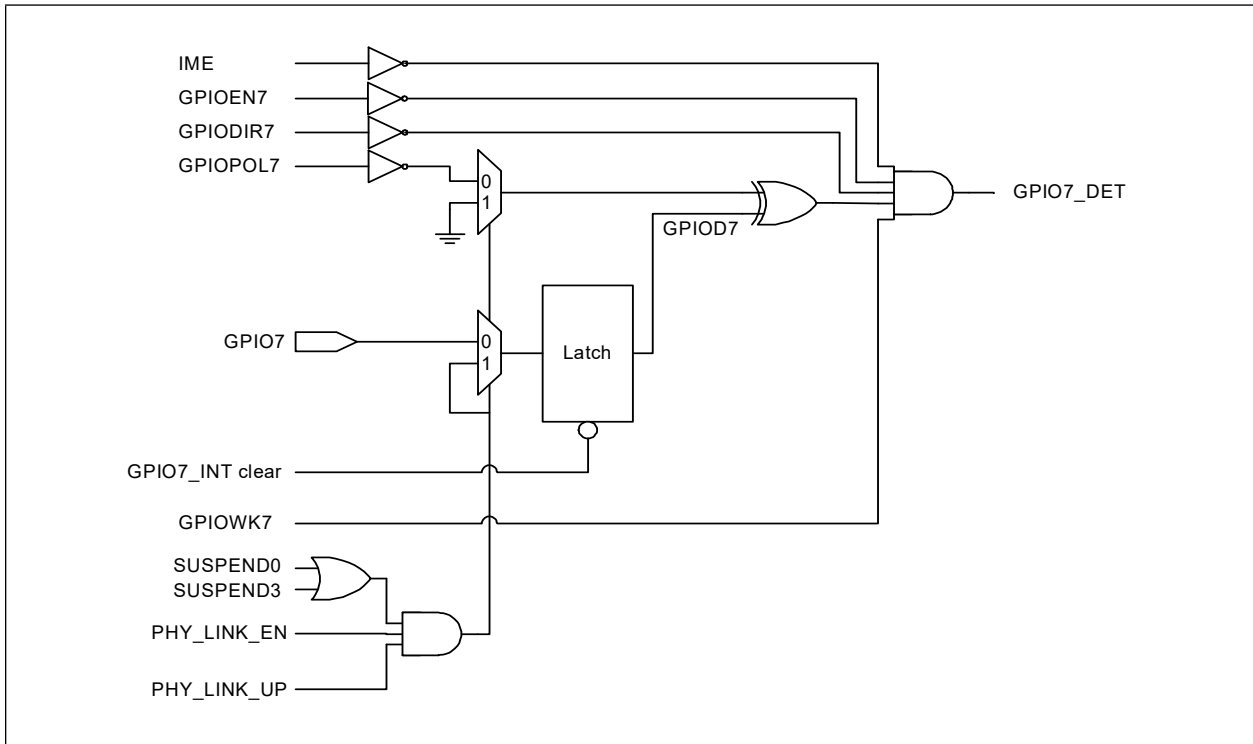 IME
GPIOEN7
GPIODIR7
GPIOPOL7
0
1
GPIO7_DET
GPIOD7
GPIO7
0
1
Latch
GPIO7_INT clear
GPIOWK7
SUSPEND0
SUSPEND3
PHY_LINK_EN
PHY_LINK_UP